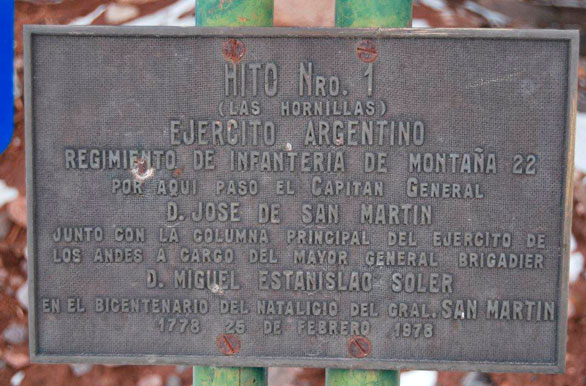 HITO NRO. 1
(LAS HORNILLAS)
EJERCITO ARGENTINO
REGIMIENTO DE INFANTERIA DE MONTAÑA 22
POR AQUI PASO EL CAPITAN GENERAL
D. JOSE DE SAN MARTIN
JUNTO CON LA COLUMNA PRINCIPAL DEL EJERCITO DE
LOS ANDES A CARGO DEL MAYOR GENERAL BRIGADIER
D. MIGUEL ESTANISLAO SOLER
EN EL BICENTENARIO DEL NATALICIO DEL GRAL. SAN MARTIN
1778 25 DE FEBRERO 1978